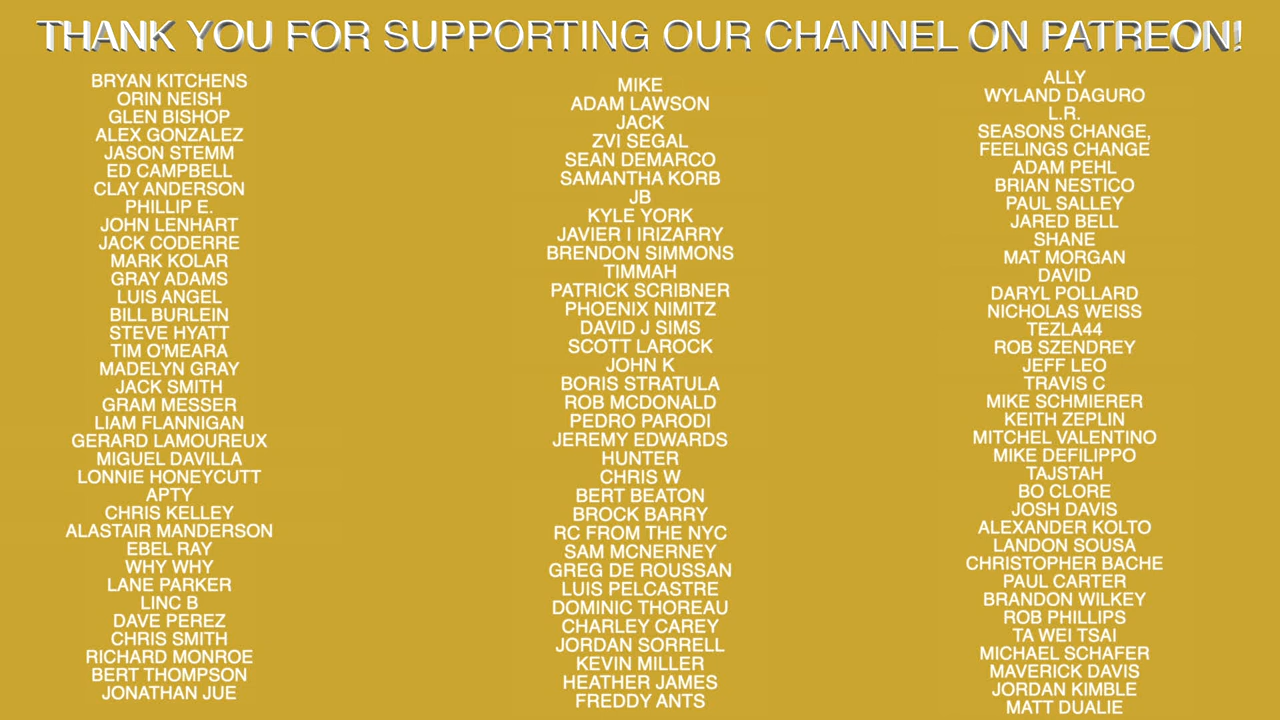 THANK YOU FOR SUPPORTING OUR CHANNEL ON PATREON!
BRYAN KITCHENS
ORIN NEISH
GLEN BISHOP
ALEX GONZALEZ
JASON STEMM
ED CAMPBELL
CLAY ANDERSON
PHILLIP E.
JOHN LENHART
JACK CODERRE
MARK KOLAR
GRAY ADAMS
LUIS ANGEL
BILL BURLEIN
STEVE HYATT
TIM O'MEARA
MADELYN GRAY
JACK SMITH
GRAM MESSER
LIAM FLANNIGAN
GERARD LAMOUREUX
MIGUEL DAVILLA
LONNIE HONEYCUTT
APTY
CHRIS KELLEY
ALASTAIR MANDERSON
EBEL RAY
WHY WHY
LANE PARKER
LINC B
DAVE PEREZ
CHRIS SMITH
RICHARD MONROE
BERT THOMPSON
JONATHAN JUE
MIKE
ADAM LAWSON
JACK
ZVI SEGAL
SEAN DEMARCO
SAMANTHA KORB
JB
KYLE YORK
JAVIER I IRIZARRY
BRENDON SIMMONS
TIMMAH
PATRICK SCRIBNER
PHOENIX NIMITZ
DAVID J SIMS
SCOTT LAROCK
JOHN K
BORIS STRATULA
ROB MCDONALD
PEDRO PARODI
JEREMY EDWARDS
HUNTER
CHRIS W
BERT BEATON
BROCK BARRY
RC FROM THE NYC
SAM MCNERNEY
GREG DE ROUSSAN
LUIS PELCASTRE
DOMINIC THOREAU
CHARLEY CAREY
JORDAN SORRELL
KEVIN MILLER
HEATHER JAMES
FREDDY ANTS
ALLY
WYLAND DAGURO
L.R.
SEASONS CHANGE,
FEELINGS CHANGE
ADAM PEHL
BRIAN NESTICO
PAUL SALLEY
JARED BELL
SHANE
MAT MORGAN
DAVID
DARYL POLLARD
NICHOLAS WEISS
TEZLA44
ROB SZENDREY
JEFF LEO
TRAVIS C
MIKE SCHMIERER
KEITH ZEPLIN
MITCHEL VALENTINO
MIKE DEFILIPPO
TAJSTAH
BO CLORE
JOSH DAVIS
ALEXANDER KOLTO
LANDON SOUSA
CHRISTOPHER BACHE
PAUL CARTER
BRANDON WILKEY
ROB PHILLIPS
TA WEI TSAI
MICHAEL SCHAFER
MAVERICK DAVIS
JORDAN KIMBLE
MATT DUALIE